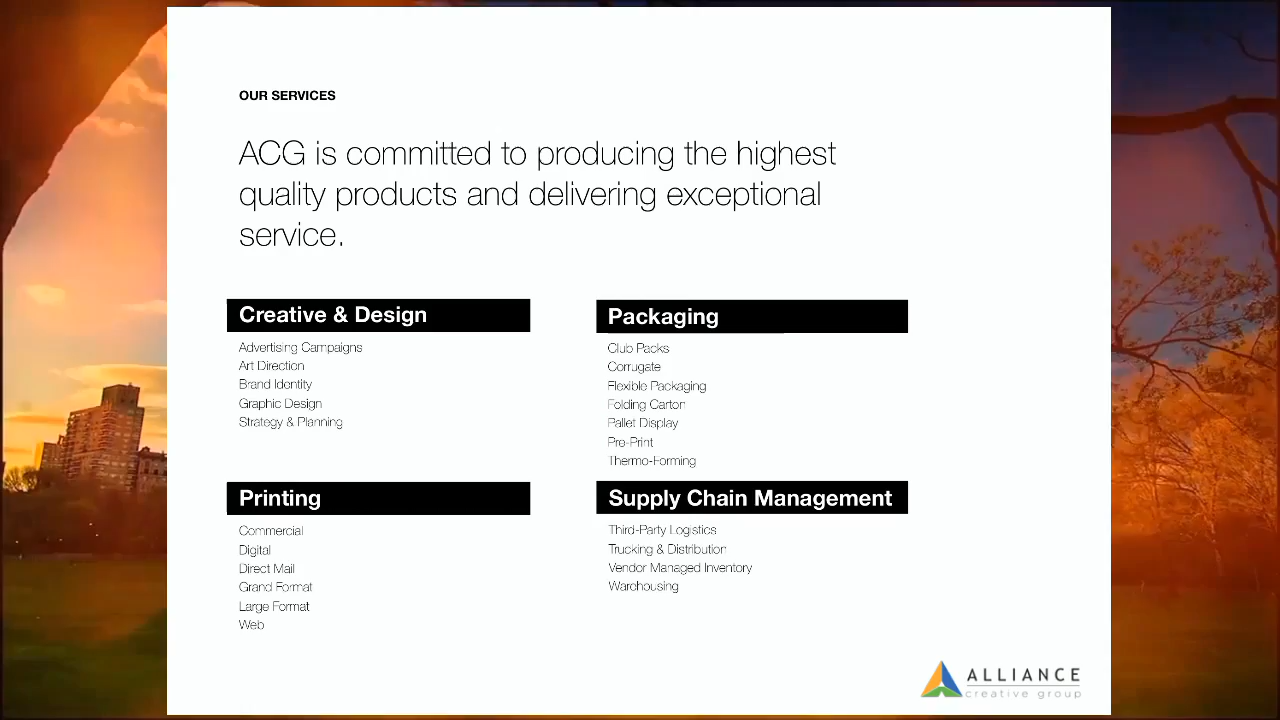 OUR SERVICES
ACG is committed to producing the highest
quality products and delivering exceptional
service.
Creative & Design
Advertising Campaigns
Art Direction
Brand Identity
Graphic Design
Strategy & Planning
Packaging
Club Packs
Corrugate
Flexible Packaging
Folding Carton
Pallet Display
Pre-Print
Thermo-Forming
Printing
Commercial
Digital
Direct Mail
Grand Format
Large Format
Web
Supply Chain Management
Third-Party Logistics
Trucking & Distribution
Vendor Managed Inventory
Warehousing
ALLIANCE
creative group